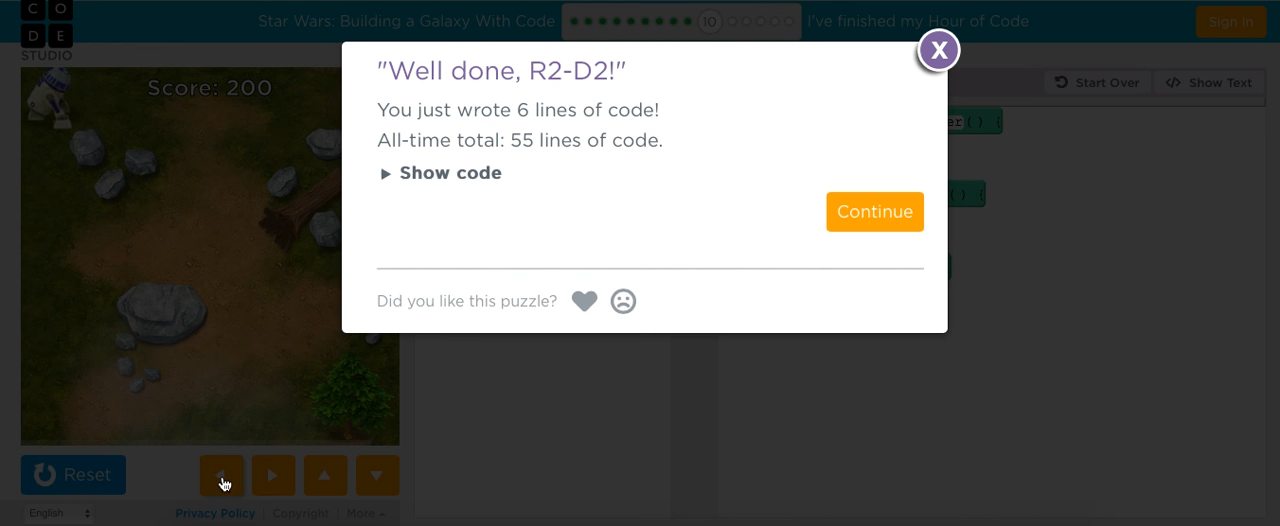 CODE
STUDIO
Star Wars: Building a Galaxy With Code
10
I've finished my Hour of Code
Sign in
Score: 200
"Well done, R2-D2!"
X
You just wrote 6 lines of code!
All-time total: 55 lines of code.
Show code
Continue
Did you like this puzzle?
Start Over
</> Show Text
er() {
() {
Reset
English
Privacy Policy | Copyright | More